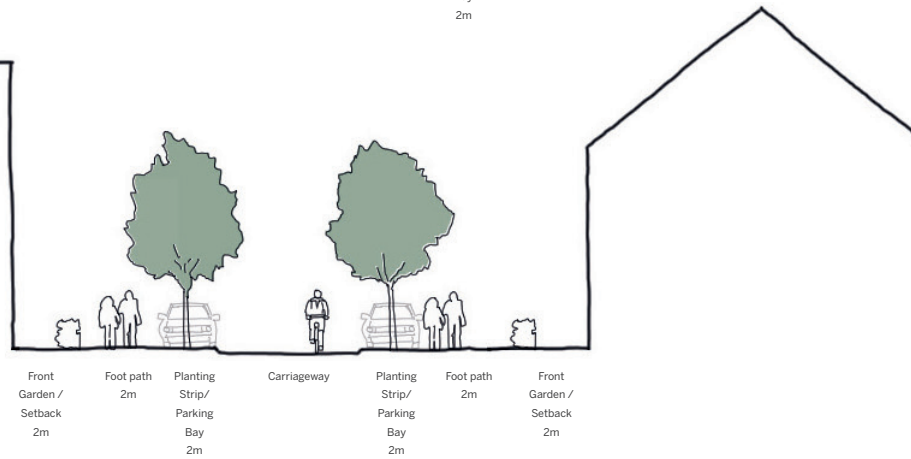 2m
Front
Garden /
Setback
2m
Foot path
2m
Planting
Strip/
Parking
Bay
2m
Carriageway
Planting
Strip/
Parking
Bay
2m
Foot path
2m
Front
Garden /
Setback
2m